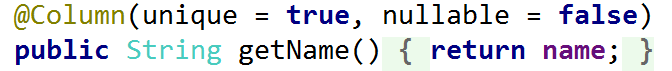 @Column(unique = true, nullable = false)
public String getName() { return name; }